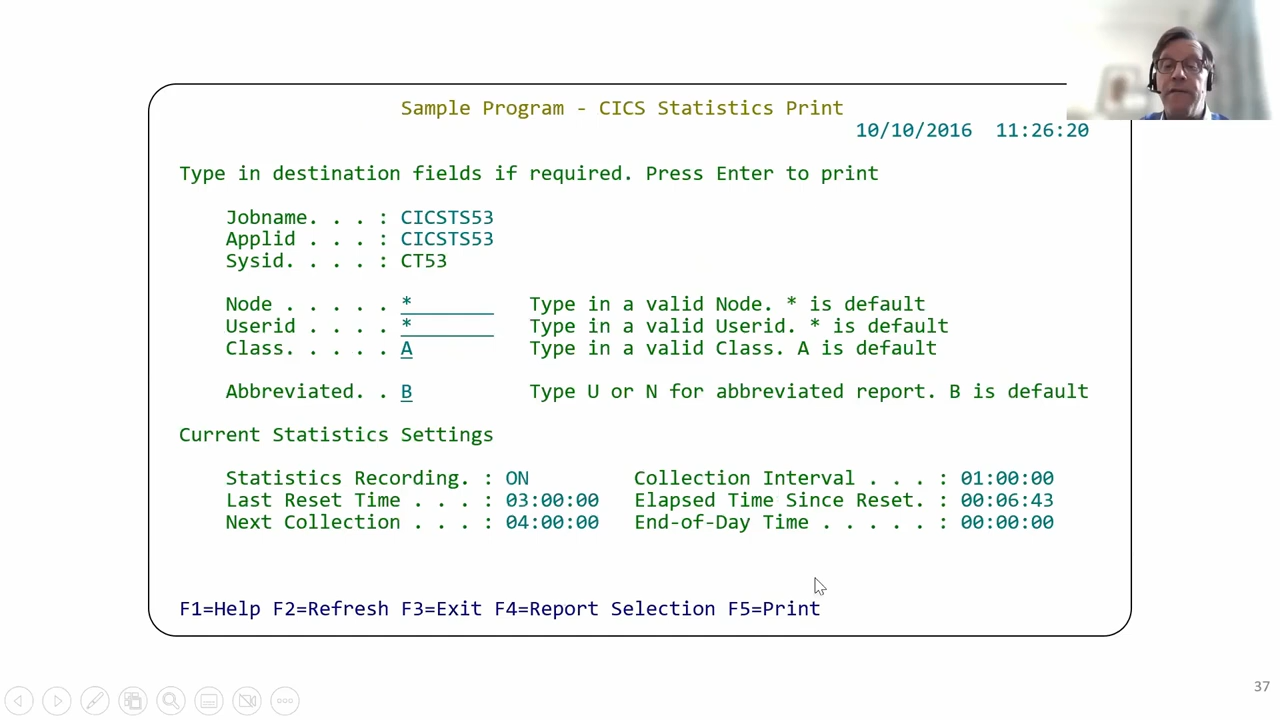 Sample Program - CICS Statistics Print
10/10/2016 11:26:20
Type in destination fields if required. Press Enter to print
Jobname. . . : CICSTS53
Applid . . . : CICSTS53
Sysid. . . . : CT53
Node . . . . . * Type in a valid Node. * is default
Userid . . . . * Type in a valid Userid. * is default
Class. . . . . A Type in a valid Class. A is default
Abbreviated. . B Type U or N for abbreviated report. B is default
Current Statistics Settings
Statistics Recording. : ON Collection Interval . . . : 01:00:00
Last Reset Time . . . : 03:00:00 Elapsed Time Since Reset. : 00:06:43
Next Collection . . . : 04:00:00 End-of-Day Time . . . . . : 00:00:00
F1=Help F2=Refresh F3=Exit F4=Report Selection F5=Print
37